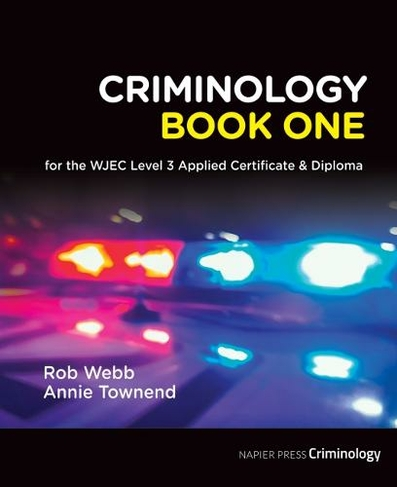 CRIMINOLOGY
BOOK ONE
for the WJEC Level 3 Applied Certificate & Diploma
Rob Webb
Annie Townend
NAPIER PRESS Criminology